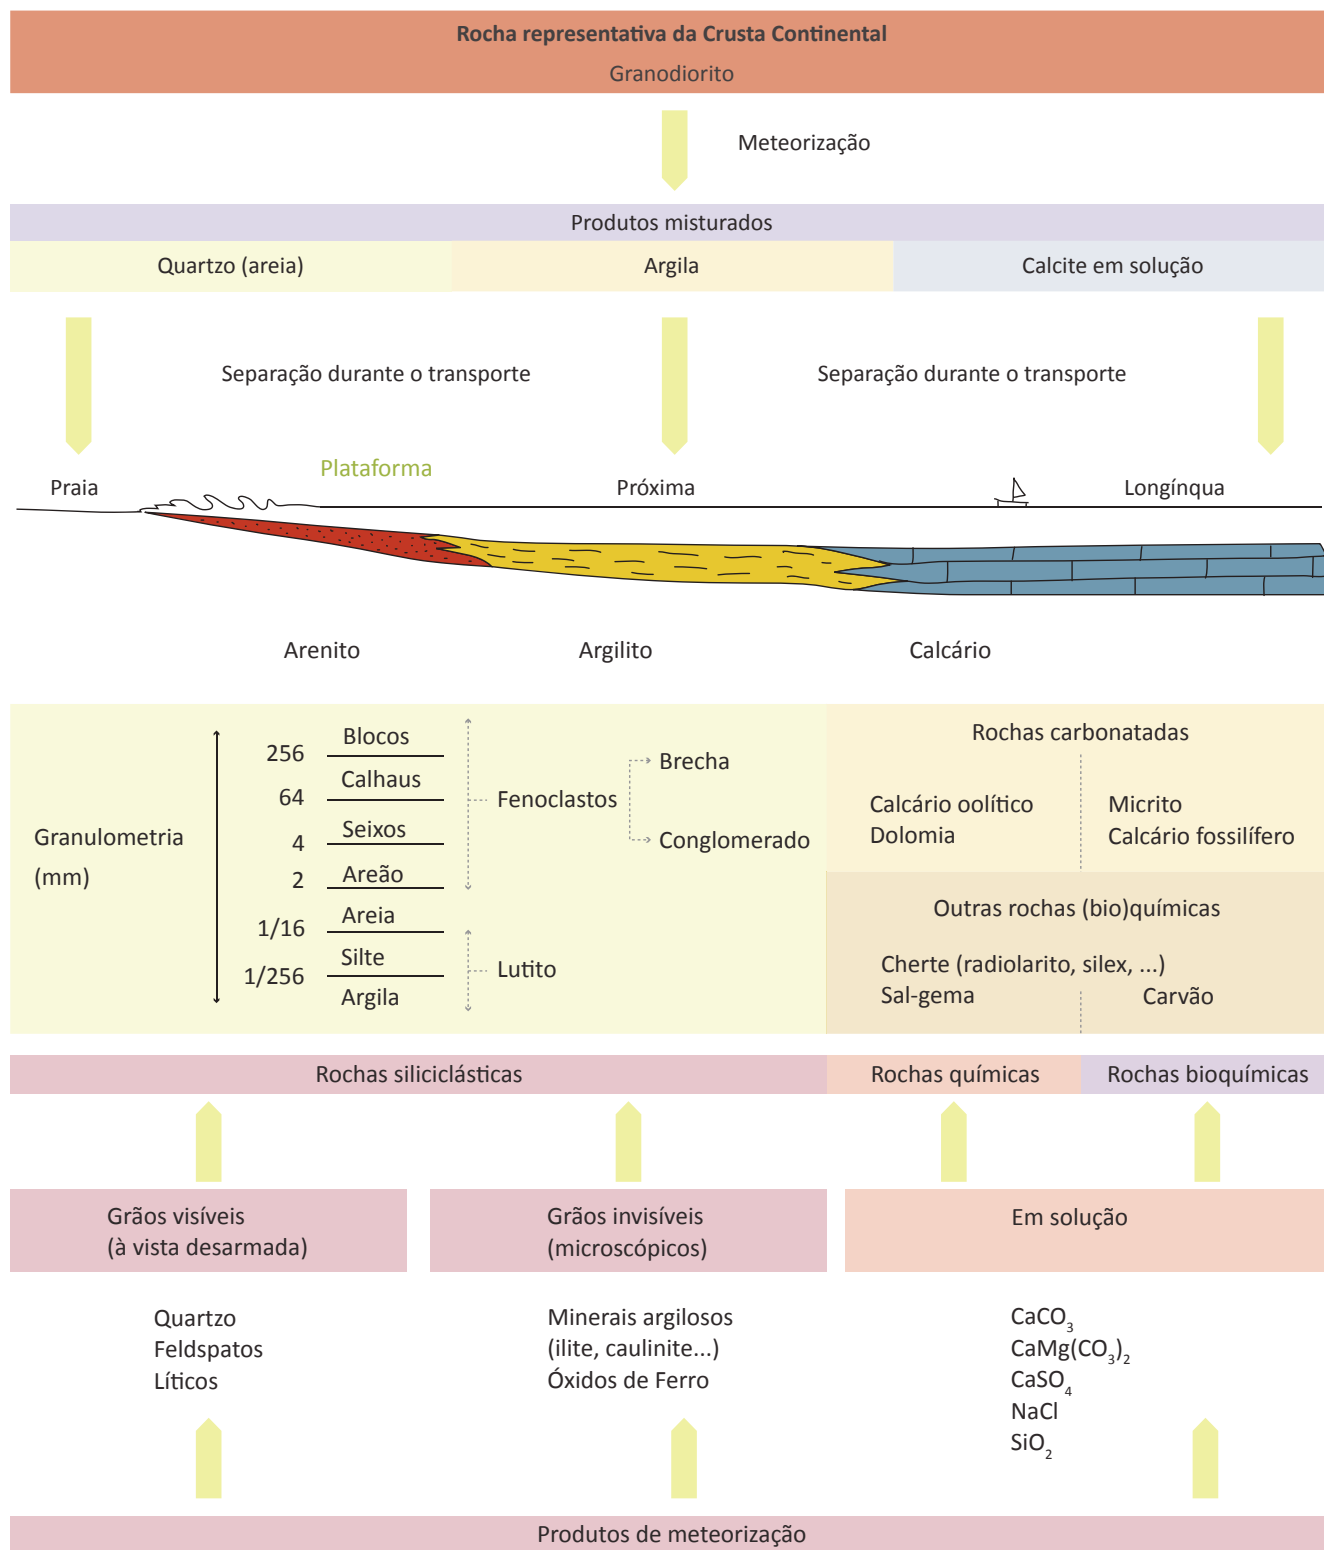 Rocha representativa da Crusta Continental
Granodiorito
Meteorização
Produtos misturados
Quartzo (areia)
Argila
Calcite em solução
Separação durante o transporte
Separação durante o transporte
Plataforma
Praia
Próxima
Longínqua
Arenito
Argilito
Calcário
Granulometria
(mm)
256
64
4
2
1/16
1/256
Blocos
Calhaus
Seixos
Areão
Areia
Silte
Argila
Fenoclastos
Lutito
Brecha
Conglomerado
Rochas carbonatadas
Calcário oolítico
Dolomia
Micrito
Calcário fossilífero
Outras rochas (bio)químicas
Cherte (radiolarito, silex, ...)
Sal-gema
Carvão
Rochas siliciclásticas
Rochas químicas
Rochas bioquímicas
Grãos visíveis
(à vista desarmada)
Grãos invisíveis
(microscópicos)
Em solução
Quartzo
Feldspatos
Líticos
Minerais argilosos
(ilite, caulinite...)
Óxidos de Ferro
CaCO₃
CaMg(CO₃)₂
CaSO₄
NaCl
SiO₂
Produtos de meteorização